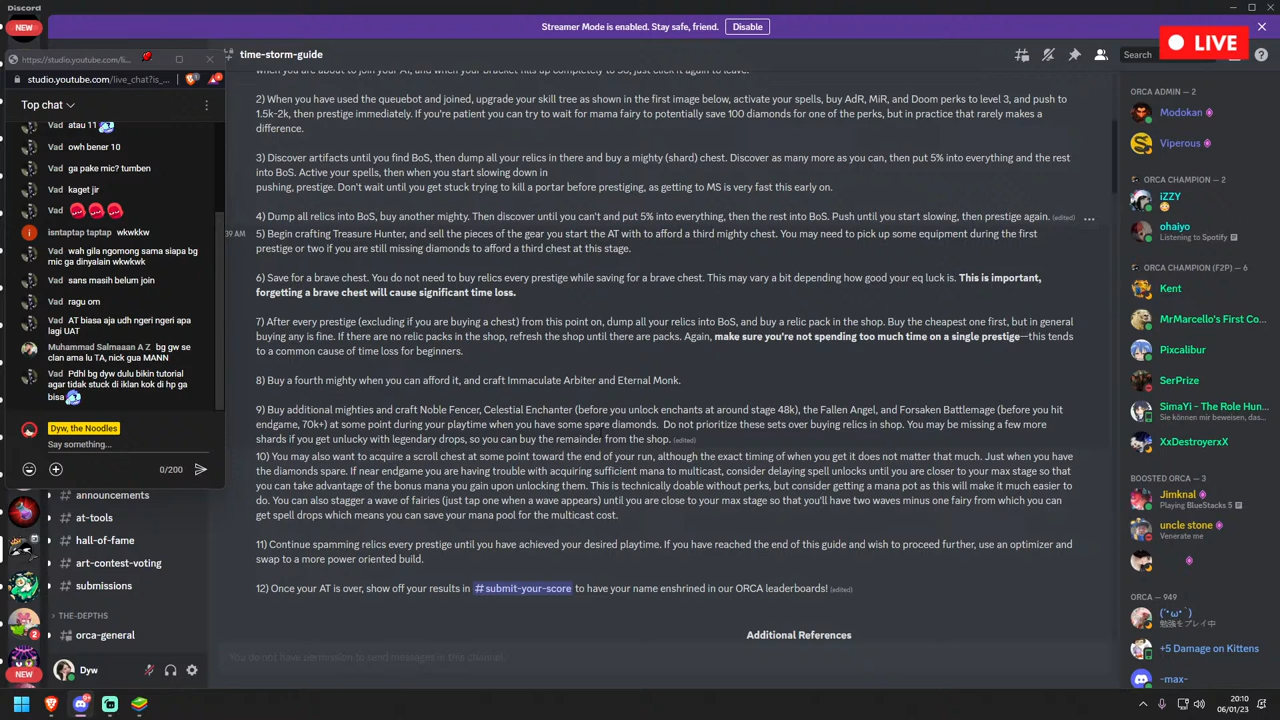 Discord
NEW
Streamer Mode is enabled. Stay safe, friend.
Disable
https://studio.youtube.com/li...
studio.youtube.com/live_chat?is_
Top chat
Vad atau 11
Vad owh bener 10
Vad ga pake mic? tumben
Vad kaget jir
Vad
isntaptap taptap wkwkkw
Vad wah gila ngomong sama siapa bg
w mic ga dinyalain wkwkwk
Vad sans masih belum join
Vad ragu om
Vad AT biasa aja udh ngeri ngeri apa
lagi UAT
Muhammad Salmaaan A Z bg gw se
clan ama lu TA, nick gua MANN
Vad Pdhl bg dyw dulu bikin tutorial
agar tidak stuck di iklan kok di hp ga
bisa
Dyw, the Noodles
Say something...
0/200
announcements
at-tools
hall-of_fame
art-contest-voting
submissions
THE-DEPTHS
orca-general
2
NEW
Dyw
time-storm-guide
Search
LIVE
when you are about to join your AT, and when your bracket fills up completely to 50, just click it again to leave.
2) When you have used the queuebot and joined, upgrade your skill tree as shown in the first image below, activate your spells, buy AdR, MiR, and Doom perks to level 3, and push to
1.5k-2k, then prestige immediately. If you're patient you can try to wait for mama fairy to potentially save 100 diamonds for one of the perks, but in practice that rarely makes a
difference.
3) Discover artifacts until you find BoS, then dump all your relics in there and buy a mighty (shard) chest. Discover as many more as you can, then put 5% into everything and the rest
into BoS. Active your spells, then when you start slowing down in
pushing, prestige. Don't wait until you get stuck trying to kill a portar before prestiging, as getting to MS is very fast this early on.
4) Dump all relics into BoS, buy another mighty. Then discover until you can't and put 5% into everything, then the rest into BoS. Push until you start slowing, then prestige again. (edited)
39 AM
5) Begin crafting Treasure Hunter, and sell the pieces of the gear you start the AT with to afford a third mighty chest. You may need to pick up some equipment during the first
prestige or two if you are still missing diamonds to afford a third chest at this stage.
6) Save for a brave chest. You do not need to buy relics every prestige while saving for a brave chest. This may vary a bit depending how good your eq luck is. This is important,
forgetting a brave chest will cause significant time loss.
7) After every prestige (excluding if you are buying a chest) from this point on, dump all your relics into BoS, and buy a relic pack in the shop. Buy the cheapest one first, but in general
buying any is fine. If there are no relic packs in the shop, refresh the shop until there are packs. Again, make sure you're not spending too much time on a single prestige—this tends
to a common cause of time loss for beginners.
8) Buy a fourth mighty when you can afford it, and craft Immaculate Arbiter and Eternal Monk.
9) Buy additional mighties and craft Noble Fencer, Celestial Enchanter (before you unlock enchants at around stage 48k), the Fallen Angel, and Forsaken Battlemage (before you hit
endgame, 70k+) at some point during your playtime when you have some spare diamonds. Do not prioritize these sets over buying relics in shop. You may be missing a few more
shards if you get unlucky with legendary drops, so you can buy the remainder from the shop. (edited)
10) You may also want to acquire a scroll chest at some point toward the end of your run, although the exact timing of when you get it does not matter that much. Just when you have
the diamonds spare. If near endgame you are having trouble with acquiring sufficient mana to multicast, consider delaying spell unlocks until you are closer to your max stage so that
you can take advantage of the bonus mana you gain upon unlocking them. This is technically doable without perks, but consider getting a mana pot as this will make it much easier to
do. You can also stagger a wave of fairies (just tap one when a wave appears) until you are close to your max stage so that you'll have two waves minus one fairy from which you can
get spell drops which means you can save your mana pool for the multicast cost.
11) Continue spamming relics every prestige until you have achieved your desired playtime. If you have reached the end of this guide and wish to proceed further, use an optimizer and
swap to a more power oriented build.
12) Once your AT is over, show off your results in #submit-your-score to have your name enshrined in our ORCA leaderboards! (edited)
Additional References
You do not have permission to send messages in this channel.
ORCA ADMIN – 2
Modokan
Viperous
ORCA CHAMPION – 2
iZZY
ohaiyo
Listening to Spotify
ORCA CHAMPION (F2P) – 6
Kent
MrMarcello's First Co...
Pixcalibur
SerPrize
SimaYi - The Role Hun...
Sie können mir beweisen, das...
XxDestroyerxX
BOOSTED ORCA – 3
Jimknal
Playing BlueStacks 5
uncle stone
Venerate me
ORCA – 949
(´•ω•`)
勉強をプレイ中
+5 Damage on Kittens
-max-
20:10
06/01/23